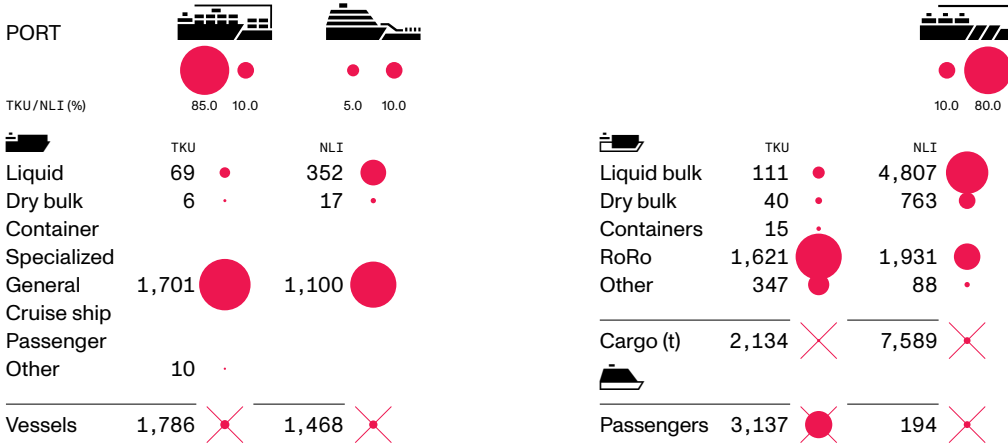 PORT
TKU/NLI (%) 85.0 10.0 5.0 10.0 10.0 80.0
TKU NLI
Liquid 69 352
Dry bulk 6 17
Container
Specialized
General 1,701 1,100
Cruise ship
Passenger
Other 10
Vessels 1,786 1,468
TKU NLI
Liquid bulk 111 4,807
Dry bulk 40 763
Containers 15
RoRo 1,621 1,931
Other 347 88
Cargo (t) 2,134 7,589
Passengers 3,137 194